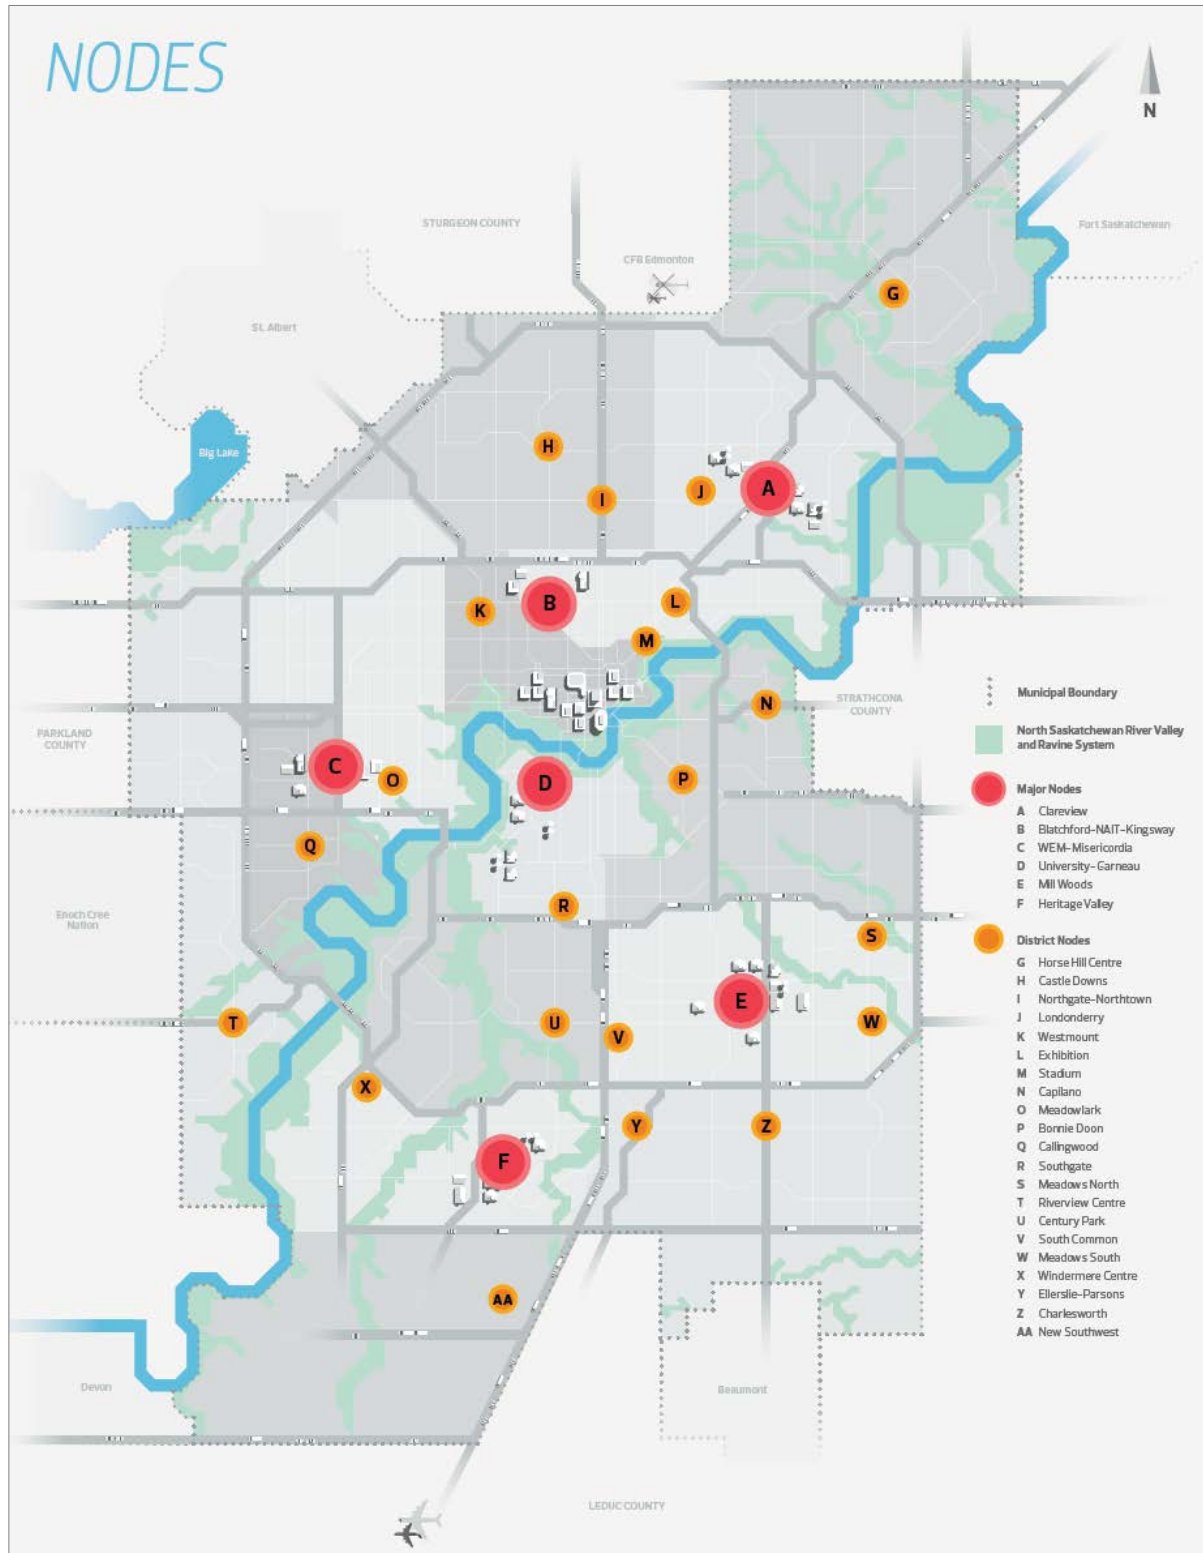 NODES
N
STURGEON COUNTY
Fort Saskatchewan
CFB Edmonton
G
St. Albert
H
Big Lake
J
A
I
K
B
L
M
N
STRATHCONA
COUNTY
PARKLAND
COUNTY
C
O
D
P
Q
Enoch Cree
Nation
R
S
E
T
U
V
W
X
Y
Z
F
AA
Devon
Beaumont
LEDUC COUNTY
Municipal Boundary
North Saskatchewan River Valley
and Ravine System
Major Nodes
A Clareview
B Blatchford-NAIT-Kingsway
C WEM-Misericordia
D University-Garneau
E Mill Woods
F Heritage Valley
District Nodes
G Horse Hill Centre
H Castle Downs
I Northgate-Northtown
J Londonderry
K Westmount
L Exhibition
M Stadium
N Capilano
O Meadowlark
P Bonnie Doon
Q Callingwood
R Southgate
S Meadows North
T Riverview Centre
U Century Park
V South Common
W Meadows South
X Windermere Centre
Y Ellerslie-Parsons
Z Charlesworth
AA New Southwest